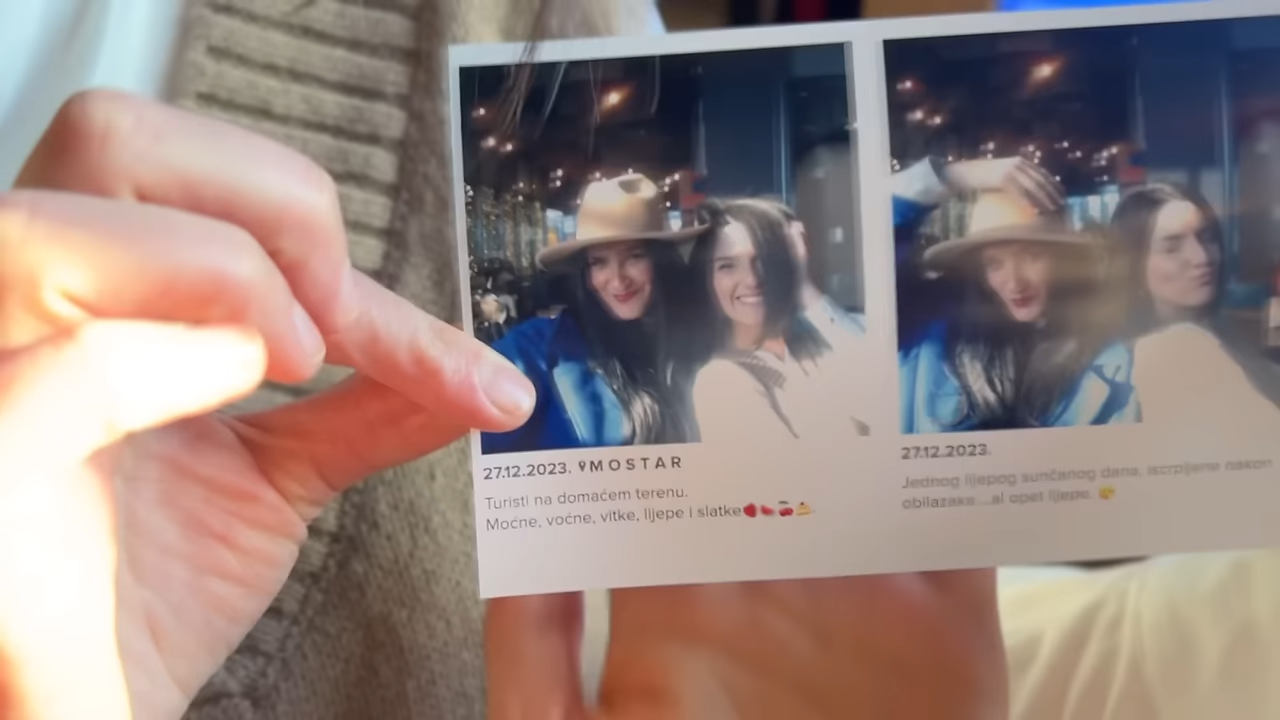 27.12.2023. MOSTAR
Turisti na domaćem terenu.
Moćne, voćne, vitke, lijepe i slatke
27.12.2023.
Jednog lijepog sunčanog dana, iscrpljene nakon
obilazaka...al opet lijepe.